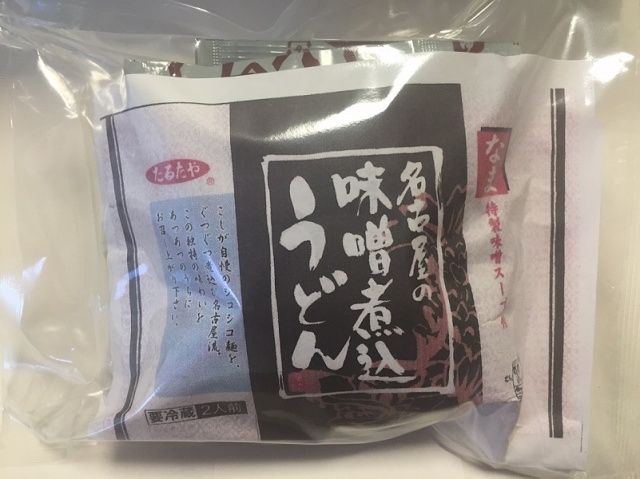 なま
特製味噌スープ付
名古屋の
味噌煮込
うどん
たるたや®
こしが自慢のシコシコ麺を、
ぐつぐつ煮込む名古屋流。
この独特の味わいを
あつあつのうちに
お召し上がり下さい。
要冷蔵 2人前